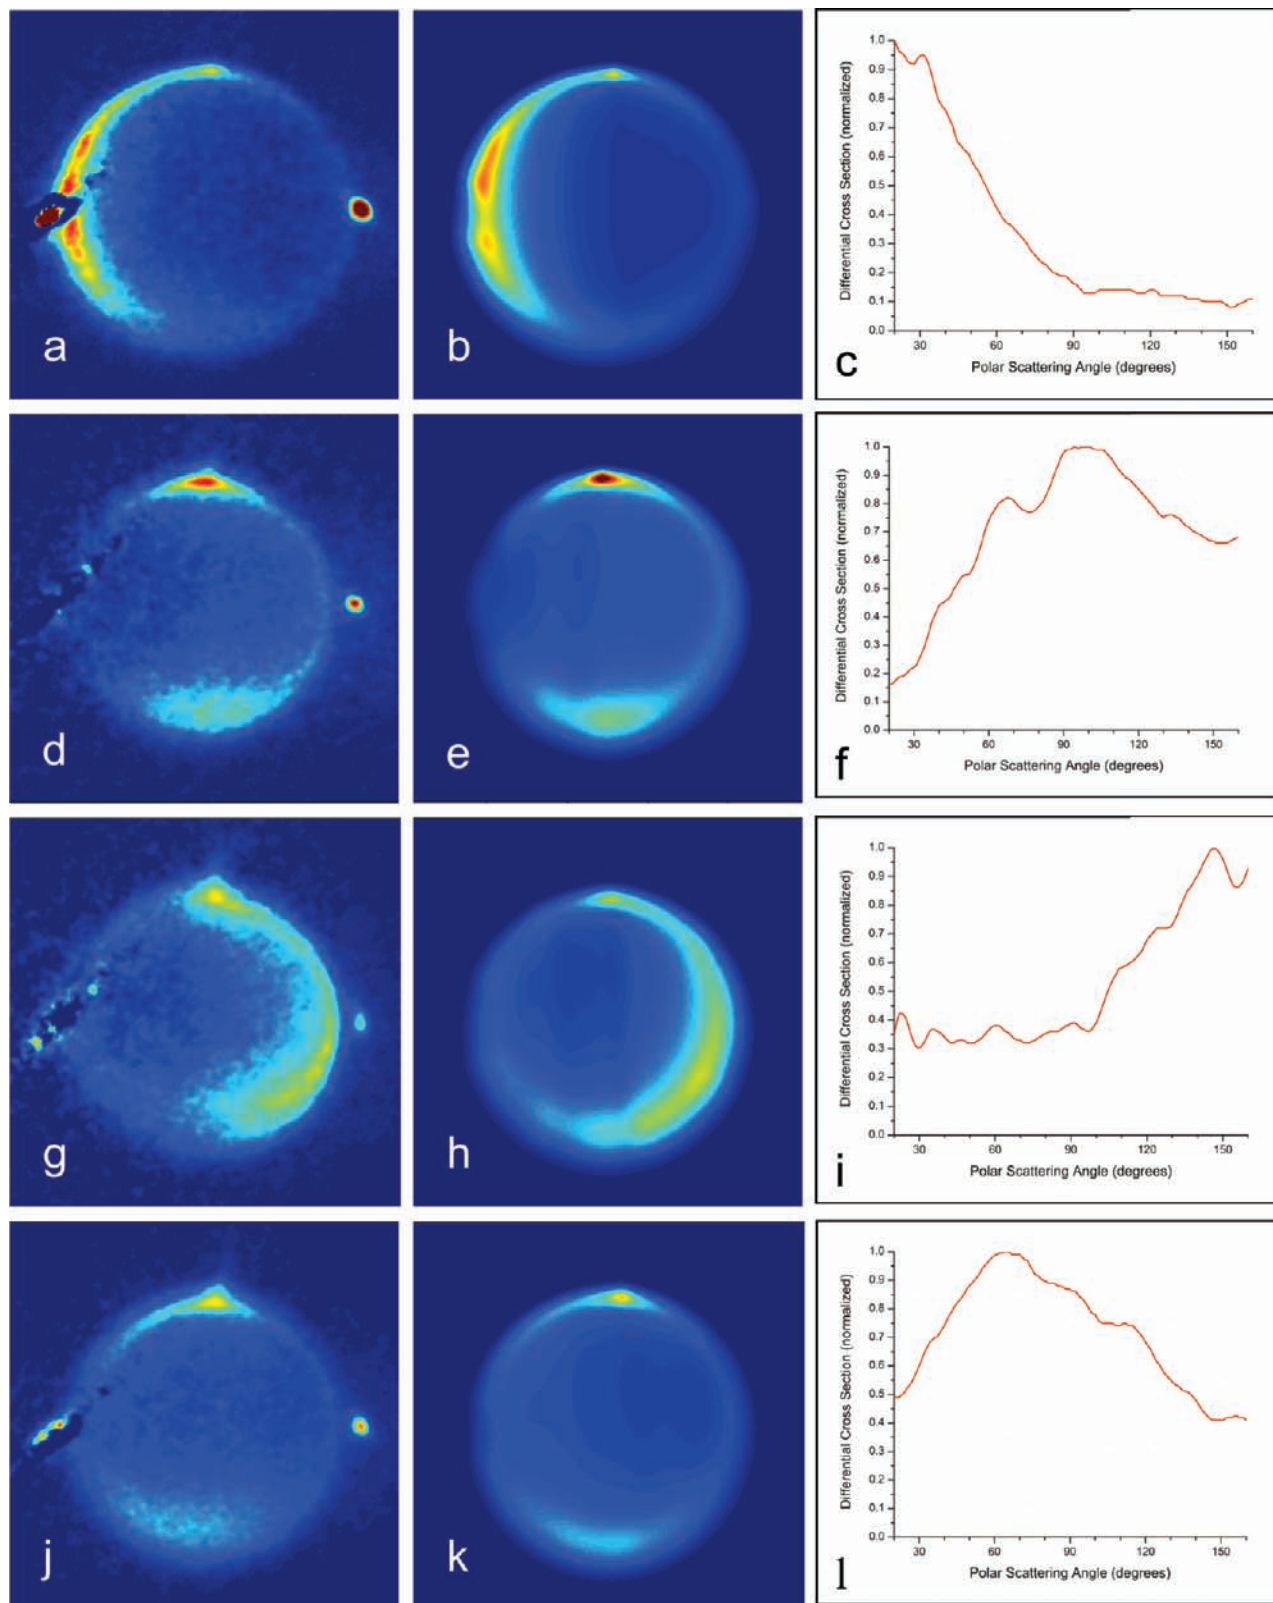 a
b
Differential Cross Section (normalized)
1.0
0.9
0.8
0.7
0.6
0.5
0.4
0.3
0.2
0.1
0.0
30 60 90 120 150
Polar Scattering Angle (degrees)
c
d
e
Differential Cross Section (normalized)
1.0
0.9
0.8
0.7
0.6
0.5
0.4
0.3
0.2
0.1
0.0
30 60 90 120 150
Polar Scattering Angle (degrees)
f
g
h
Differential Cross Section (normalized)
1.0
0.9
0.8
0.7
0.6
0.5
0.4
0.3
0.2
0.1
0.0
30 60 90 120 150
Polar Scattering Angle (degrees)
i
j
k
Differential Cross Section (normalized)
1.0
0.9
0.8
0.7
0.6
0.5
0.4
0.3
0.2
0.1
0.0
30 60 90 120 150
Polar Scattering Angle (degrees)
l